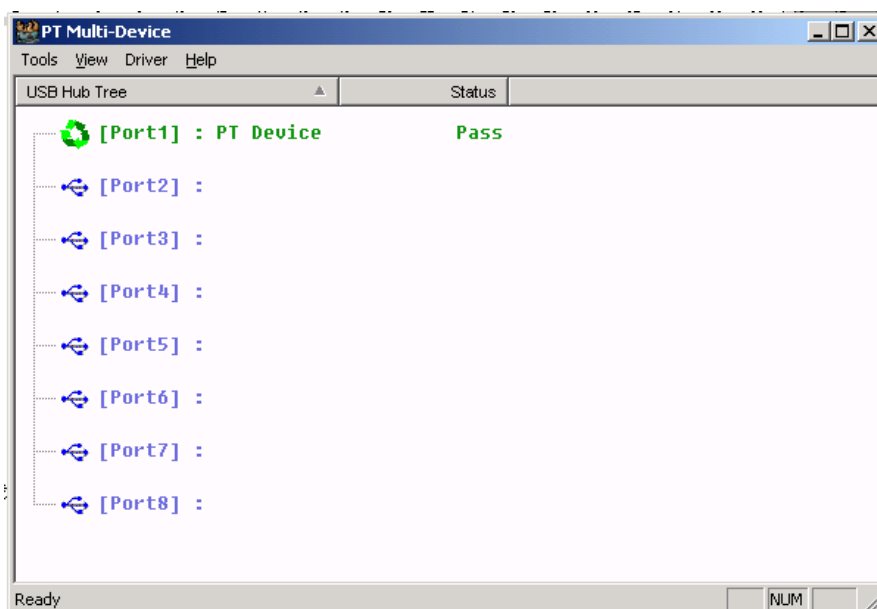 PT Multi-Device
Tools View Driver Help
USB Hub Tree Status
[Port1] : PT Device Pass
[Port2] :
[Port3] :
[Port4] :
[Port5] :
[Port6] :
[Port7] :
[Port8] :
Ready NUM